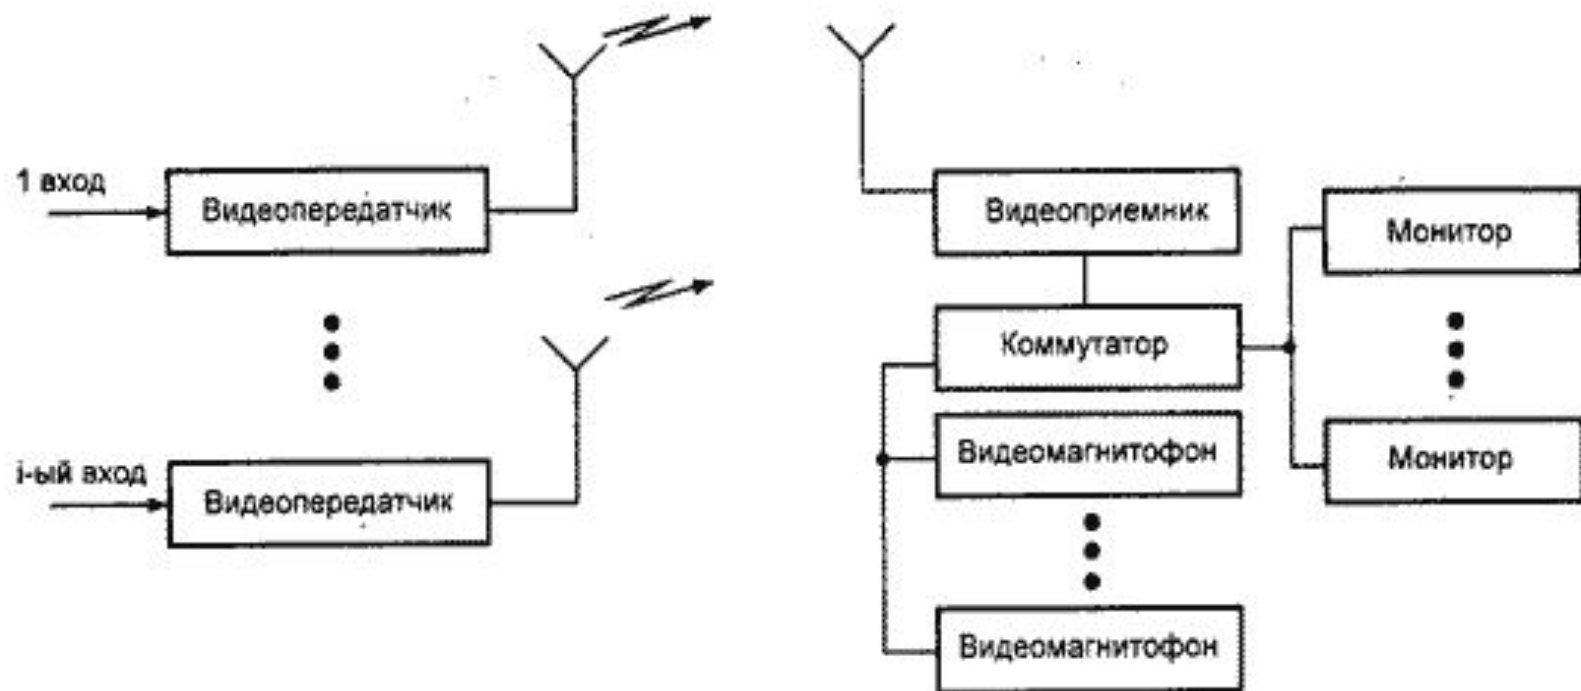 1 вход
Видеопередатчик
i-ый вход
Видеопередатчик
Видеоприемник
Коммутатор
Видеомагнитофон
Видеомагнитофон
Монитор
Монитор